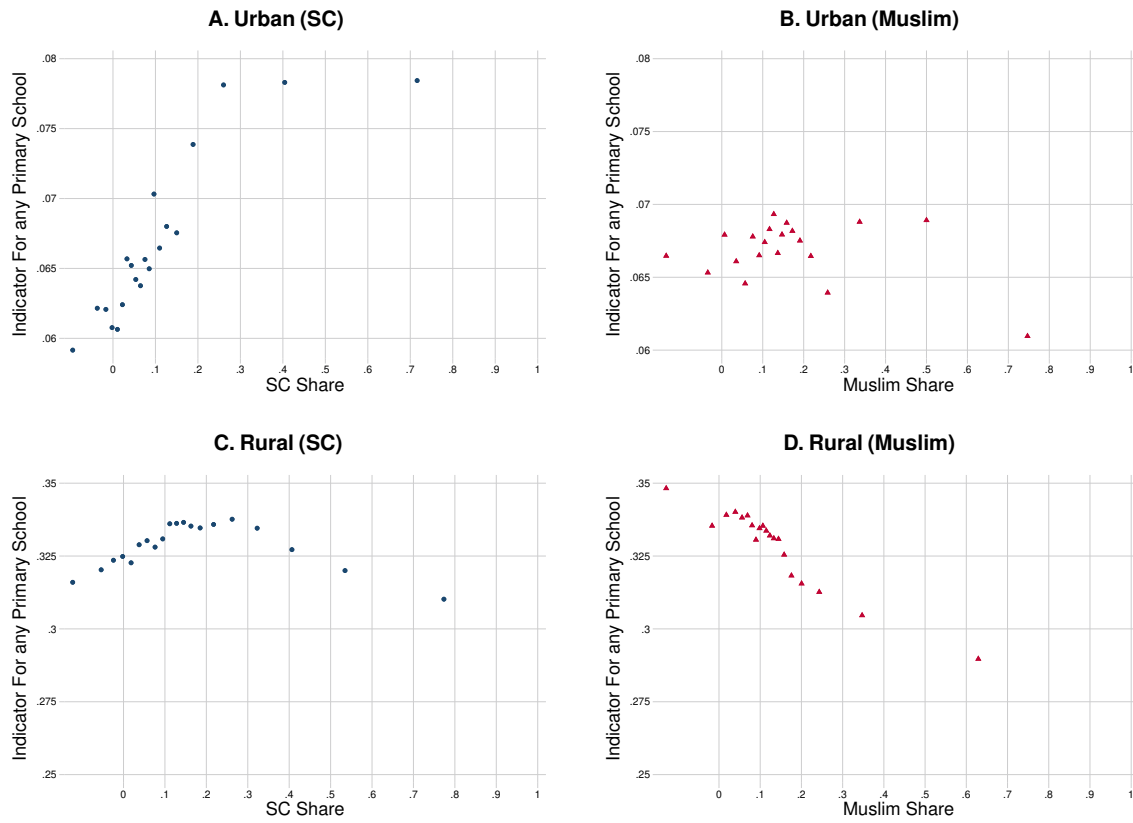 A. Urban (SC)
Indicator For any Primary School
.08
.075
.07
.065
.06
0 .1 .2 .3 .4 .5 .6 .7 .8 .9 1
SC Share
B. Urban (Muslim)
Indicator For any Primary School
.08
.075
.07
.065
.06
0 .1 .2 .3 .4 .5 .6 .7 .8 .9 1
Muslim Share
C. Rural (SC)
Indicator For any Primary School
.35
.325
.3
.275
.25
0 .1 .2 .3 .4 .5 .6 .7 .8 .9 1
SC Share
D. Rural (Muslim)
Indicator For any Primary School
.35
.325
.3
.275
.25
0 .1 .2 .3 .4 .5 .6 .7 .8 .9 1
Muslim Share